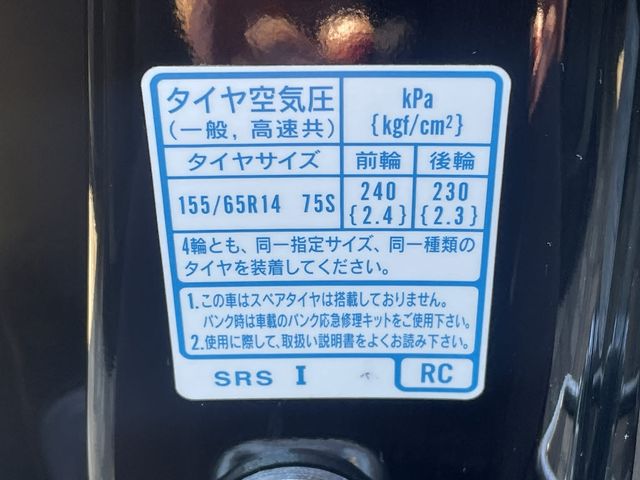 タイヤ空気圧
(一般, 高速共)
kPa
{kgf/cm²}
タイヤサイズ 前輪 後輪
155/65R14 75S
240 230
{2.4} {2.3}
4輪とも、同一指定サイズ、同一種類の
タイヤを装着してください。
1.この車はスペアタイヤは搭載しておりません。
パンク時は車載のパンク応急修理キットをご使用下さい。
2.使用に際して、取扱い説明書をよくお読み下さい。
SRS I RC